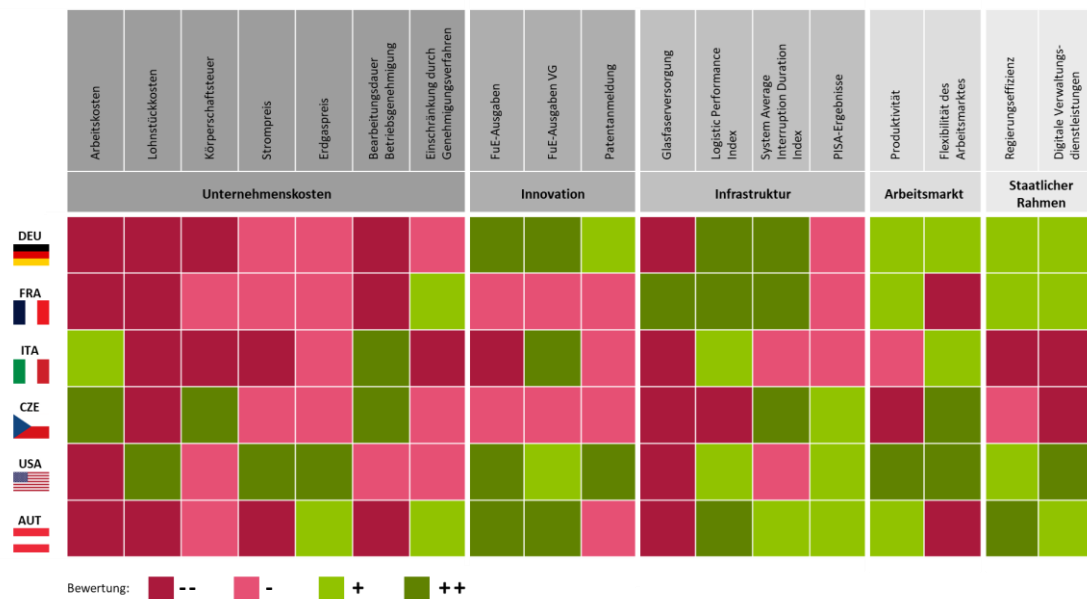 Arbeitskosten
Lohnstückkosten
Körperschaftsteuer
Strompreis
Erdgaspreis
Bearbeitungsdauer
Betriebsgenehmigung
Einschränkung durch
Genehmigungsverfahren
FuE-Ausgaben
FuE-Ausgaben VG
Patentanmeldung
Glasfaserversorgung
Logistic Performance
Index
System Average
Interruption Duration
Index
PISA-Ergebnisse
Produktivität
Flexibilität des
Arbeitsmarktes
Regierungseffizienz
Digitale Verwaltungs-
dienstleistungen
Unternehmenskosten
Innovation
Infrastruktur
Arbeitsmarkt
Staatlicher
Rahmen
DEU
FRA
ITA
CZE
USA
AUT
Bewertung: -- - + ++